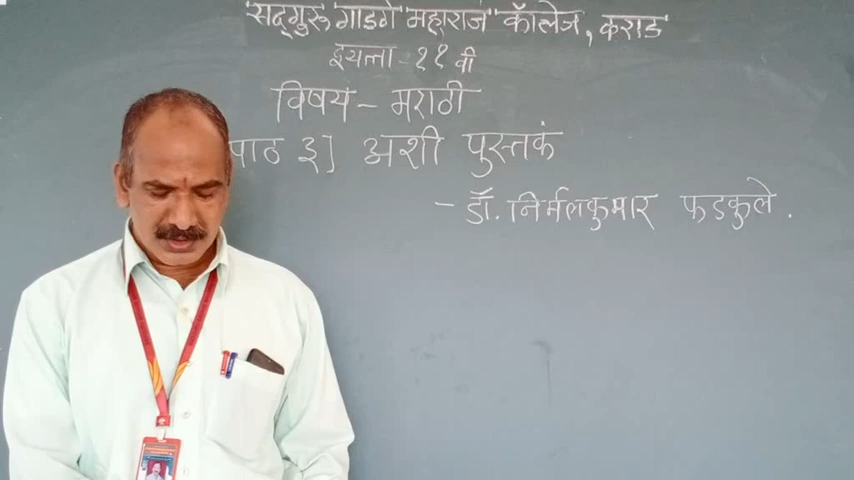 "सद्‌गुरू गाडगे महाराज" कॉलेज, कराड
इयत्ता - ११ वी
विषय - मराठी
पाठ ३] अशी पुस्तकं
- डॉ. निर्मलकुमार फडकुले.